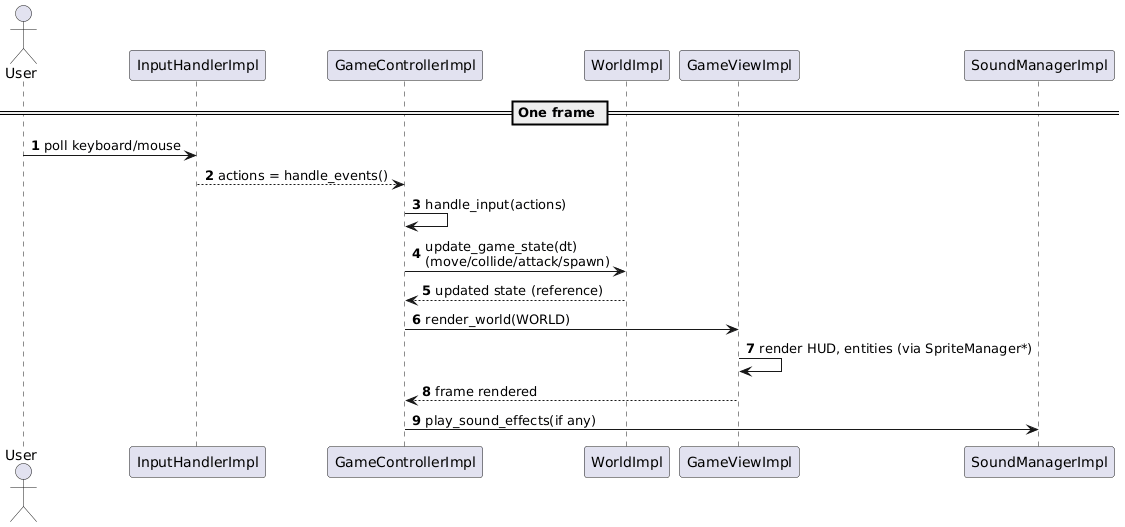 User
InputHandlerImpl
GameControllerImpl
WorldImpl
GameViewImpl
SoundManagerImpl
One frame
1 poll keyboard/mouse
2 actions = handle_events()
3 handle_input(actions)
4 update_game_state(dt)
(move/collide/attack/spawn)
5 updated state (reference)
6 render_world(WORLD)
7 render HUD, entities (via SpriteManager*)
8 frame rendered
9 play_sound_effects(if any)
User
InputHandlerImpl
GameControllerImpl
WorldImpl
GameViewImpl
SoundManagerImpl